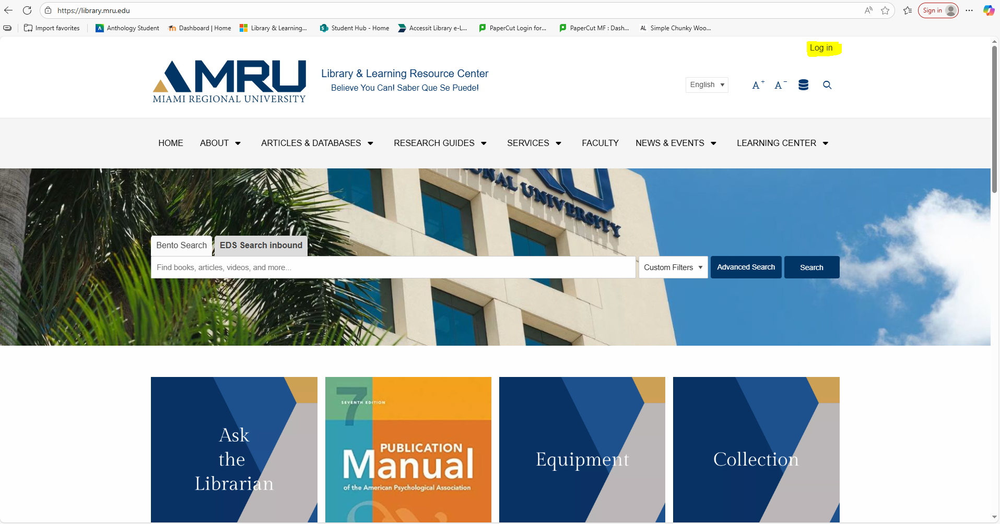 https://library.mru.edu
Sign in
Import favorites
Anthology Student
Dashboard | Home
Library & Learning...
Student Hub - Home
Accessit Library e-L...
PaperCut Login for...
PaperCut MF : Dash...
AL Simple Chunky Woo...
Log in
MRU
MIAMI REGIONAL UNIVERSITY
Library & Learning Resource Center
Believe You Can! Saber Que Se Puede!
English
A+
A−
HOME
ABOUT
ARTICLES & DATABASES
RESEARCH GUIDES
SERVICES
FACULTY
NEWS & EVENTS
LEARNING CENTER
ONAL UNIVERSITY
Bento Search
EDS Search inbound
Find books, articles, videos, and more...
Custom Filters
Advanced Search
Search
Ask
the
Librarian
7
SEVENTH EDITION
PUBLICATION
Manual
of the American Psychological Association
Equipment
Collection